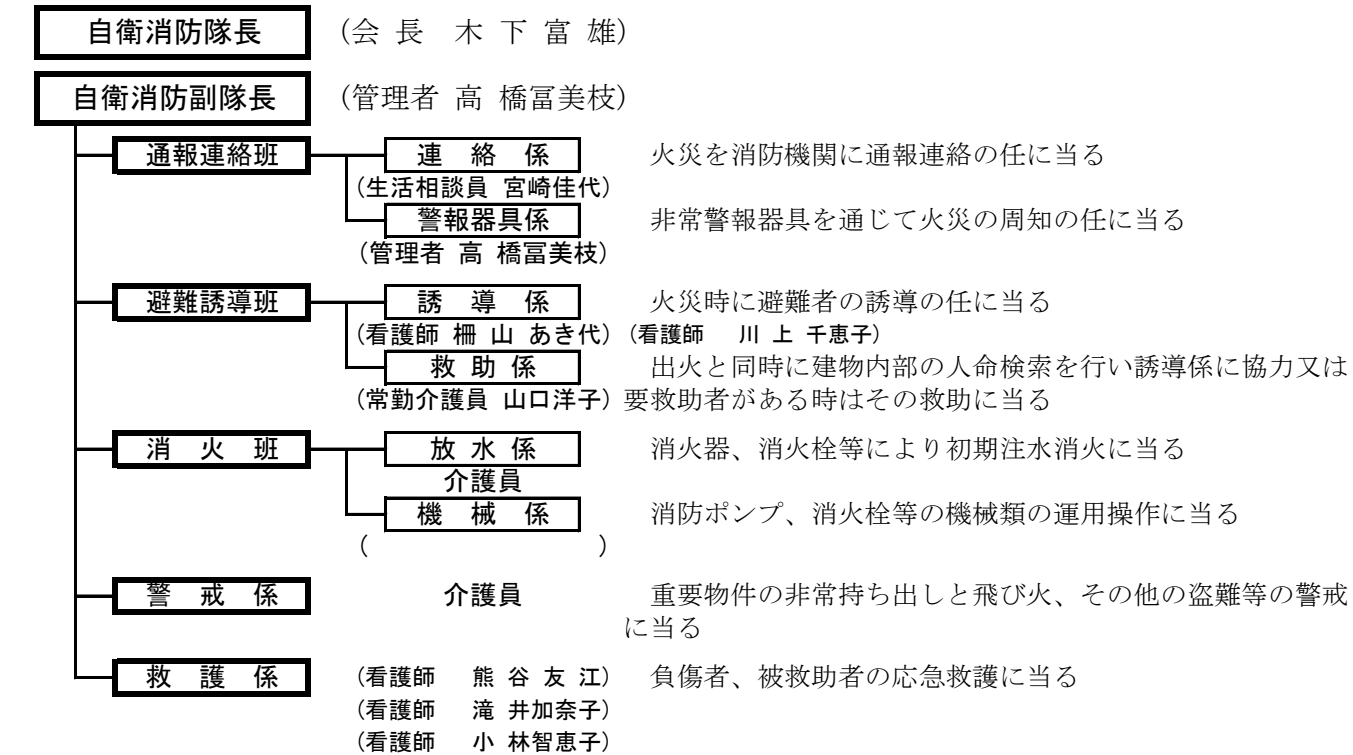 自衛消防隊長 (会 長 木 下 富 雄)
自衛消防副隊長 (管理者 高 橋冨美枝)
通報連絡班 連 絡 係 火災を消防機関に通報連絡の任に当る
(生活相談員 宮崎佳代)
警報器具係 非常警報器具を通じて火災の周知の任に当る
(管理者 高 橋冨美枝)
避難誘導班 誘 導 係 火災時に避難者の誘導の任に当る
(看護師 柵 山 あき代) (看護師 川 上 千恵子)
救 助 係 出火と同時に建物内部の人命検索を行い誘導係に協力又は
(常勤介護員 山口洋子) 要救助者がある時はその救助に当る
消 火 班 放 水 係 消火器、消火栓等により初期注水消火に当る
介護員
機 械 係 消防ポンプ、消火栓等の機械類の運用操作に当る
( )
警 戒 係 介護員 重要物件の非常持ち出しと飛び火、その他の盗難等の警戒
に当る
救 護 係 (看護師 熊 谷 友 江) 負傷者、被救助者の応急救護に当る
(看護師 滝 井加奈子)
(看護師 小 林智恵子)